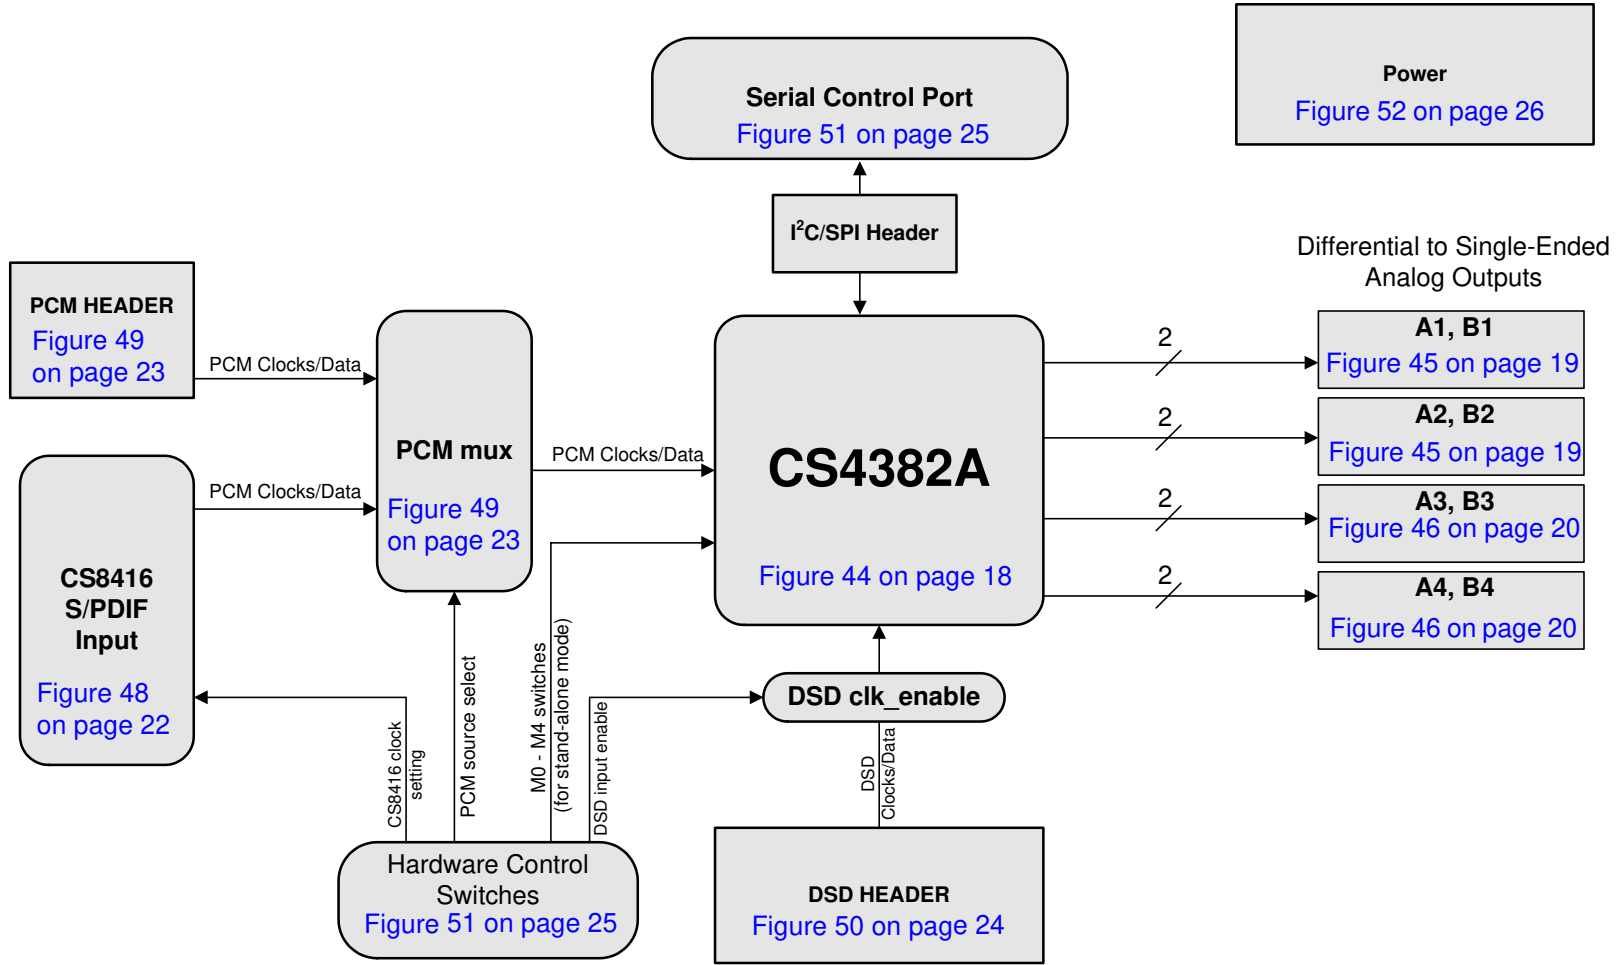 Power
Figure 52 on page 26
Serial Control Port
Figure 51 on page 25
I²C/SPI Header
Differential to Single-Ended
Analog Outputs
PCM HEADER
Figure 49
on page 23
PCM Clocks/Data
PCM mux
Figure 49
on page 23
PCM Clocks/Data
PCM Clocks/Data
CS8416
S/PDIF
Input
Figure 48
on page 22
CS4382A
Figure 44 on page 18
2
A1, B1
Figure 45 on page 19
2
A2, B2
Figure 45 on page 19
2
A3, B3
Figure 46 on page 20
2
A4, B4
Figure 46 on page 20
CS8416 clock
setting
PCM source select
M0 - M4 switches
(for stand-alone mode)
DSD input enable
DSD clk_enable
DSD
Clocks/Data
Hardware Control
Switches
Figure 51 on page 25
DSD HEADER
Figure 50 on page 24